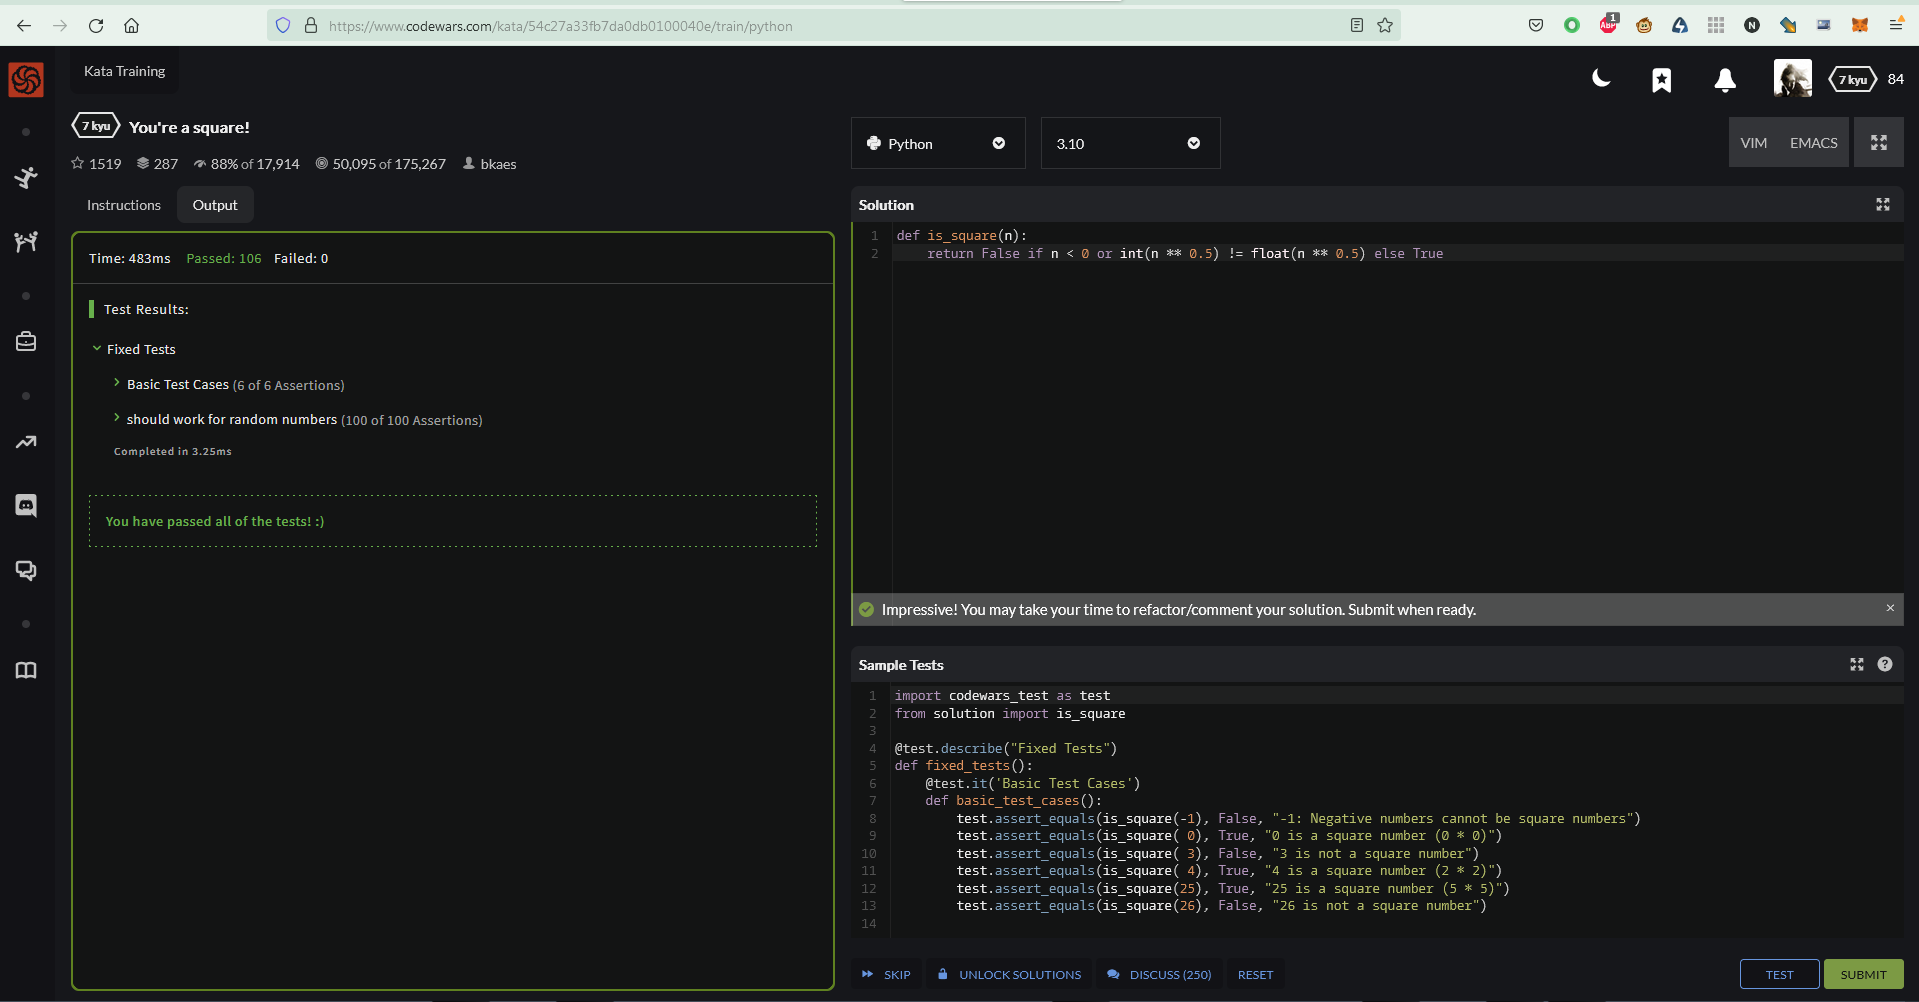 https://www.codewars.com/kata/54c27a33fb7da0db0100040e/train/python
ABP
1
N
Kata Training
7 kyu
84
7 kyu You're a square!
1519 287 88% of 17,914 50,095 of 175,267 bkaes
Instructions Output
Time: 483ms Passed: 106 Failed: 0
Test Results:
Fixed Tests
Basic Test Cases (6 of 6 Assertions)
should work for random numbers (100 of 100 Assertions)
Completed in 3.25ms
You have passed all of the tests! :)
Python 3.10 VIM EMACS
Solution
1 def is_square(n):
2     return False if n < 0 or int(n ** 0.5) != float(n ** 0.5) else True
Impressive! You may take your time to refactor/comment your solution. Submit when ready. ×
Sample Tests ?
1 import codewars_test as test
2 from solution import is_square
3
4 @test.describe("Fixed Tests")
5 def fixed_tests():
6     @test.it('Basic Test Cases')
7     def basic_test_cases():
8         test.assert_equals(is_square(-1), False, "-1: Negative numbers cannot be square numbers")
9         test.assert_equals(is_square( 0), True, "0 is a square number (0 * 0)")
10         test.assert_equals(is_square( 3), False, "3 is not a square number")
11         test.assert_equals(is_square( 4), True, "4 is a square number (2 * 2)")
12         test.assert_equals(is_square(25), True, "25 is a square number (5 * 5)")
13         test.assert_equals(is_square(26), False, "26 is not a square number")
14
SKIP UNLOCK SOLUTIONS DISCUSS (250) RESET TEST SUBMIT